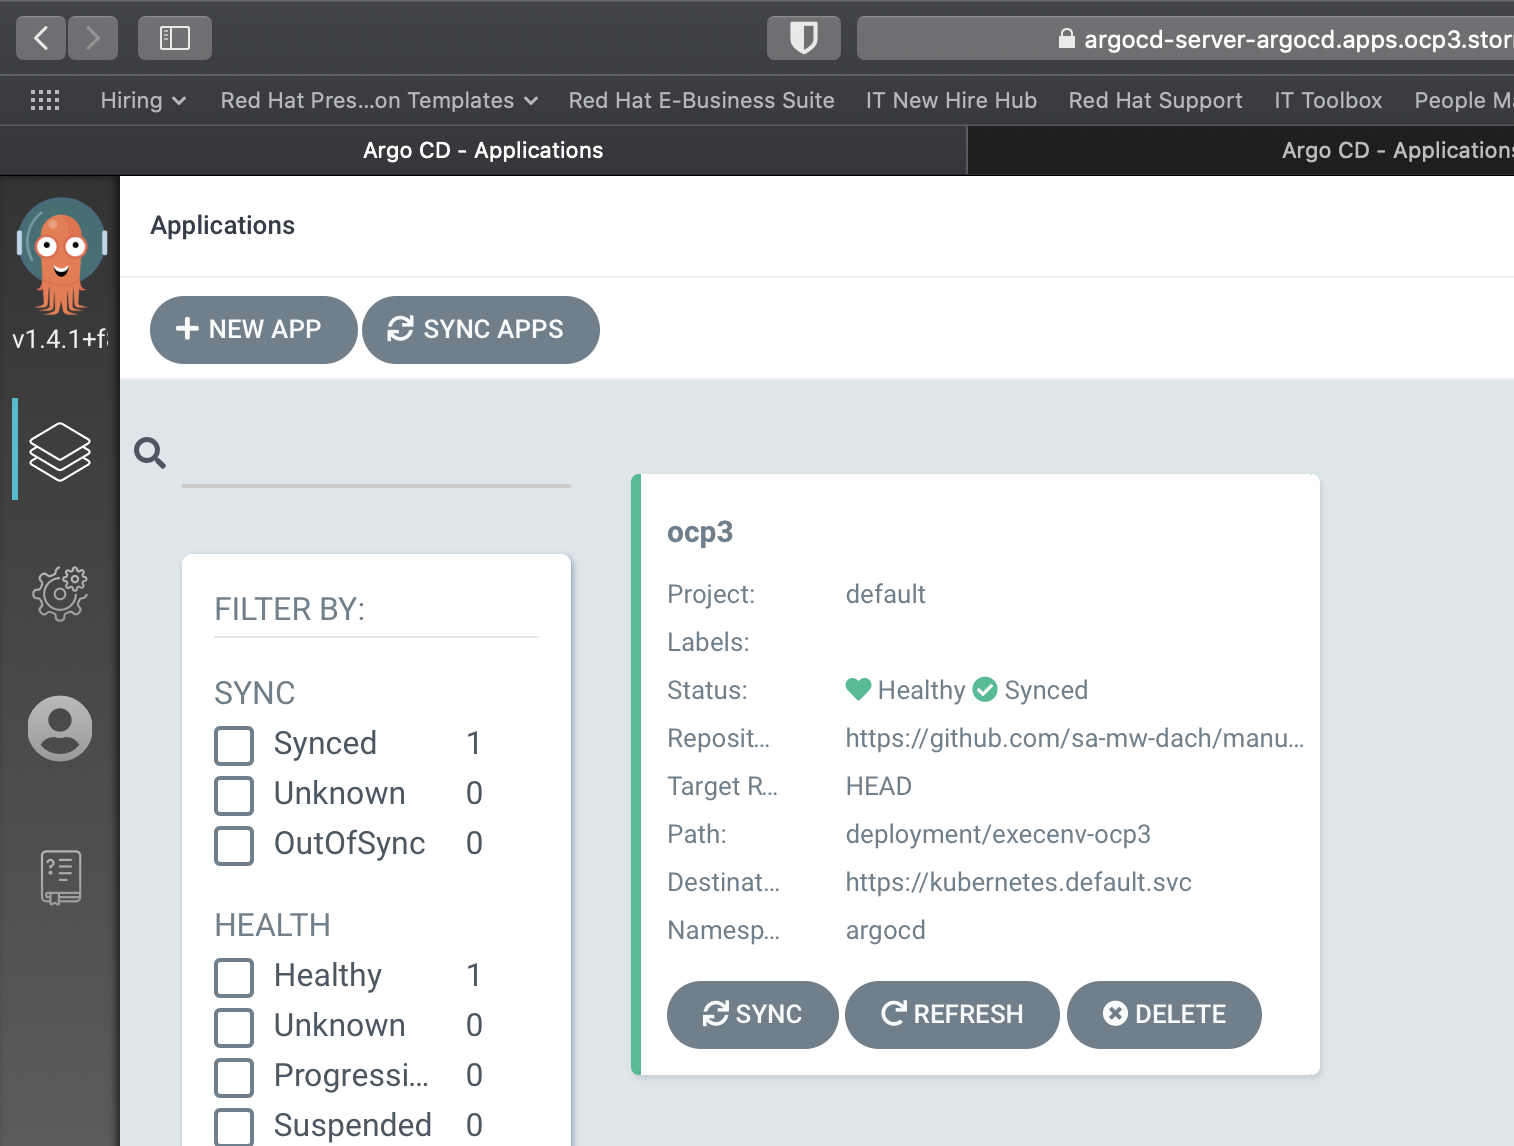 argocd-server-argocd.apps.ocp3.stor
Hiring Red Hat Pres...on Templates Red Hat E-Business Suite IT New Hire Hub Red Hat Support IT Toolbox People M
Argo CD - Applications Argo CD - Applications
v1.4.1+f
Applications
NEW APP SYNC APPS
FILTER BY:
SYNC
Synced 1
Unknown 0
OutOfSync 0
HEALTH
Healthy 1
Unknown 0
Progressi... 0
Suspended 0
ocp3
Project: default
Labels:
Status: Healthy Synced
Reposit... https://github.com/sa-mw-dach/manu...
Target R... HEAD
Path: deployment/execenv-ocp3
Destinat... https://kubernetes.default.svc
Namesp... argocd
SYNC REFRESH DELETE